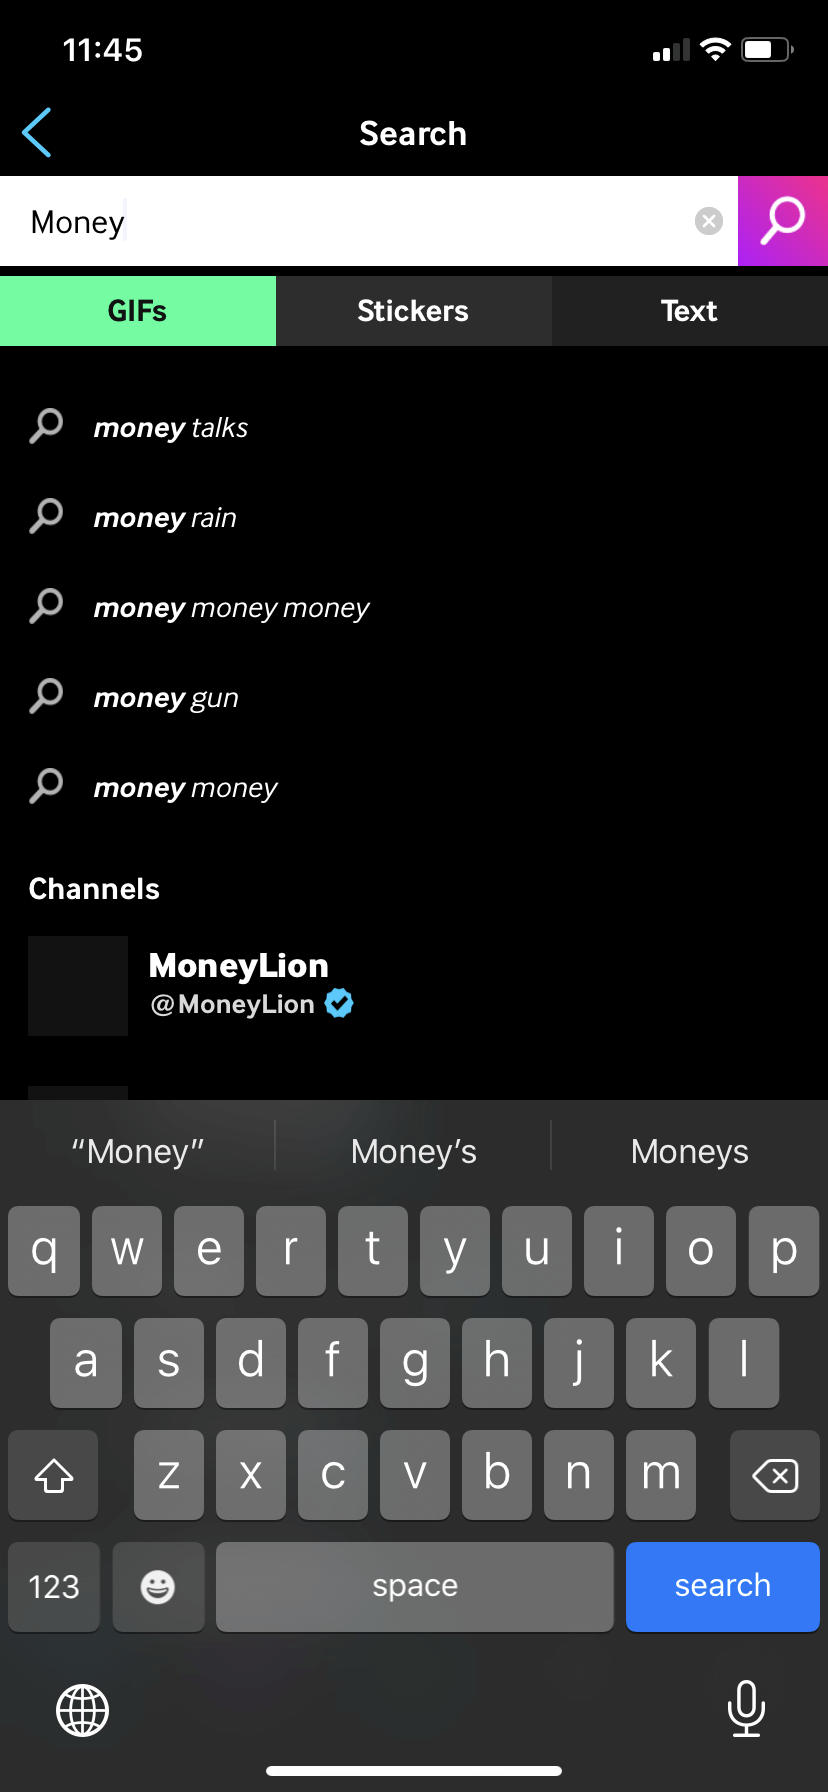 11:45
Search
Money
GIFs Stickers Text
money talks
money rain
money money money
money gun
money money
Channels
MoneyLion
@MoneyLion
“Money” Money’s Moneys
q w e r t y u i o p
a s d f g h j k l
z x c v b n m
123 space search